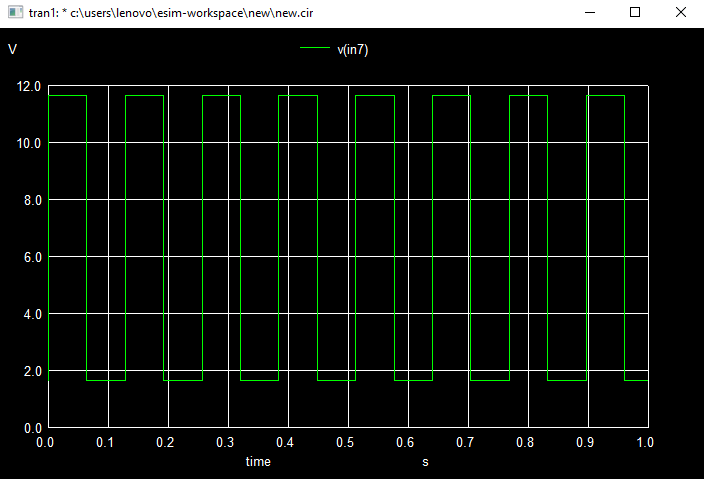 tran1: * c:\users\lenovo\esim-workspace\new\new.cir
V v(in7)
12.0
10.0
8.0
6.0
4.0
2.0
0.0
0.0 0.1 0.2 0.3 0.4 0.5 0.6 0.7 0.8 0.9 1.0
time s